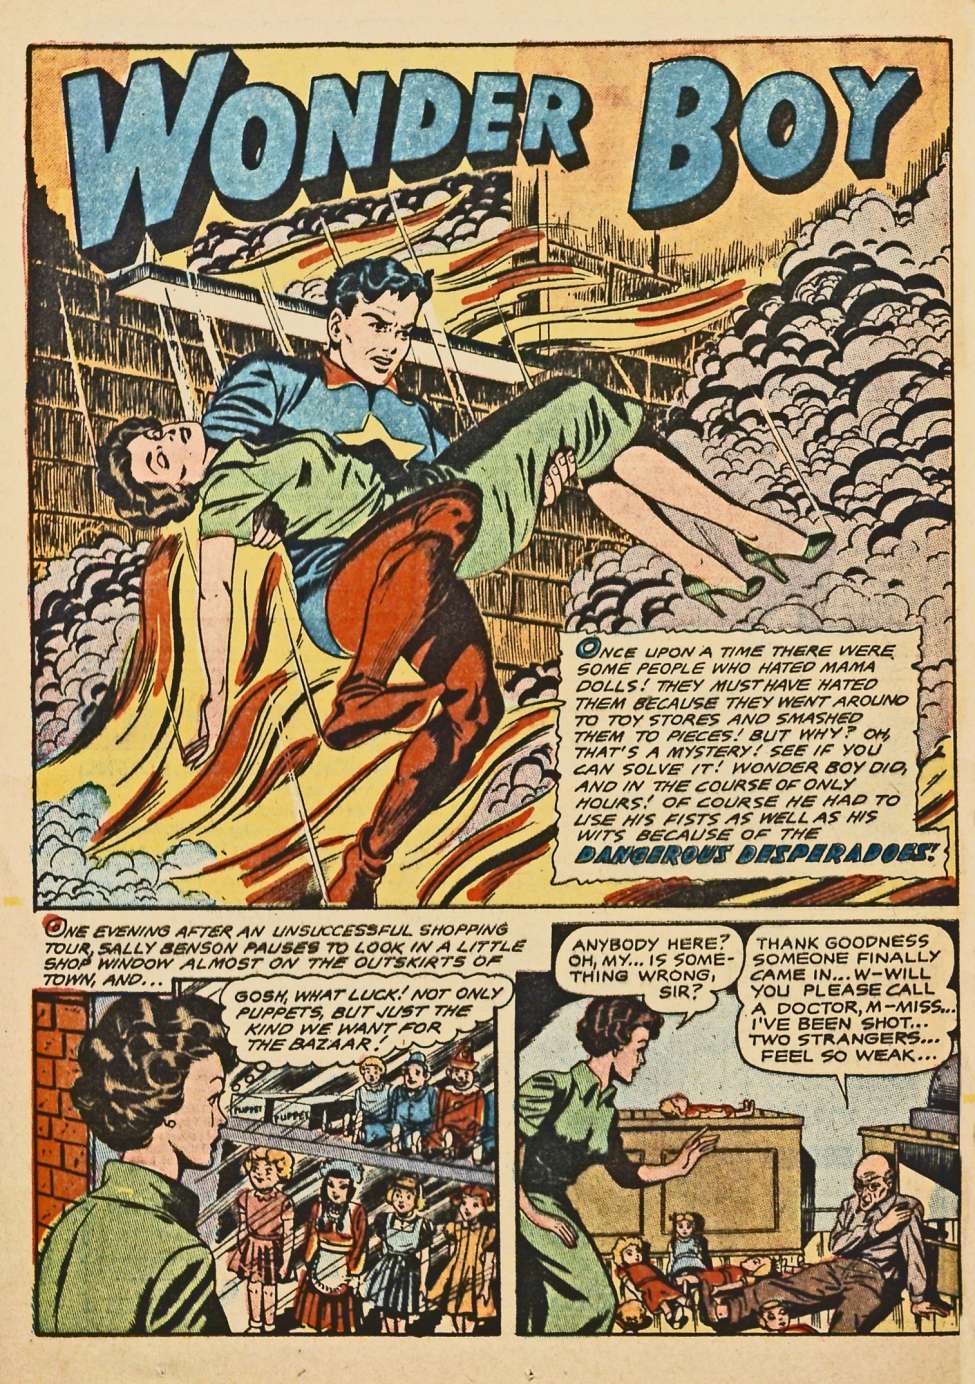 WONDER BOY
ONCE UPON A TIME THERE WERE
SOME PEOPLE WHO HATED MAMA
DOLLS! THEY MUST HAVE HATED
THEM BECAUSE THEY WENT AROUND
TO TOY STORES AND SMASHED
THEM TO PIECES! BUT WHY? OH,
THAT'S A MYSTERY! SEE IF YOU
CAN SOLVE IT! WONDER BOY DID,
AND IN THE COURSE OF ONLY
HOURS! OF COURSE HE HAD TO
USE HIS FISTS AS WELL AS HIS
WITS BECAUSE OF THE
DANGEROUS DESPERADOES!
ONE EVENING AFTER AN UNSUCCESSFUL SHOPPING
TOUR, SALLY BENSON PAUSES TO LOOK IN A LITTLE
SHOP WINDOW ALMOST ON THE OUTSKIRTS OF
TOWN, AND...
GOSH, WHAT LUCK! NOT ONLY
PUPPETS, BUT JUST THE
KIND WE WANT FOR
THE BAZAAR!
PUPPET
PUPPET
ANYBODY HERE?
OH, MY... IS SOME-
THING WRONG,
SIR?
THANK GOODNESS
SOMEONE FINALLY
CAME IN... W-WILL
YOU PLEASE CALL
A DOCTOR, M-MISS...
I'VE BEEN SHOT...
TWO STRANGERS...
FEEL SO WEAK...